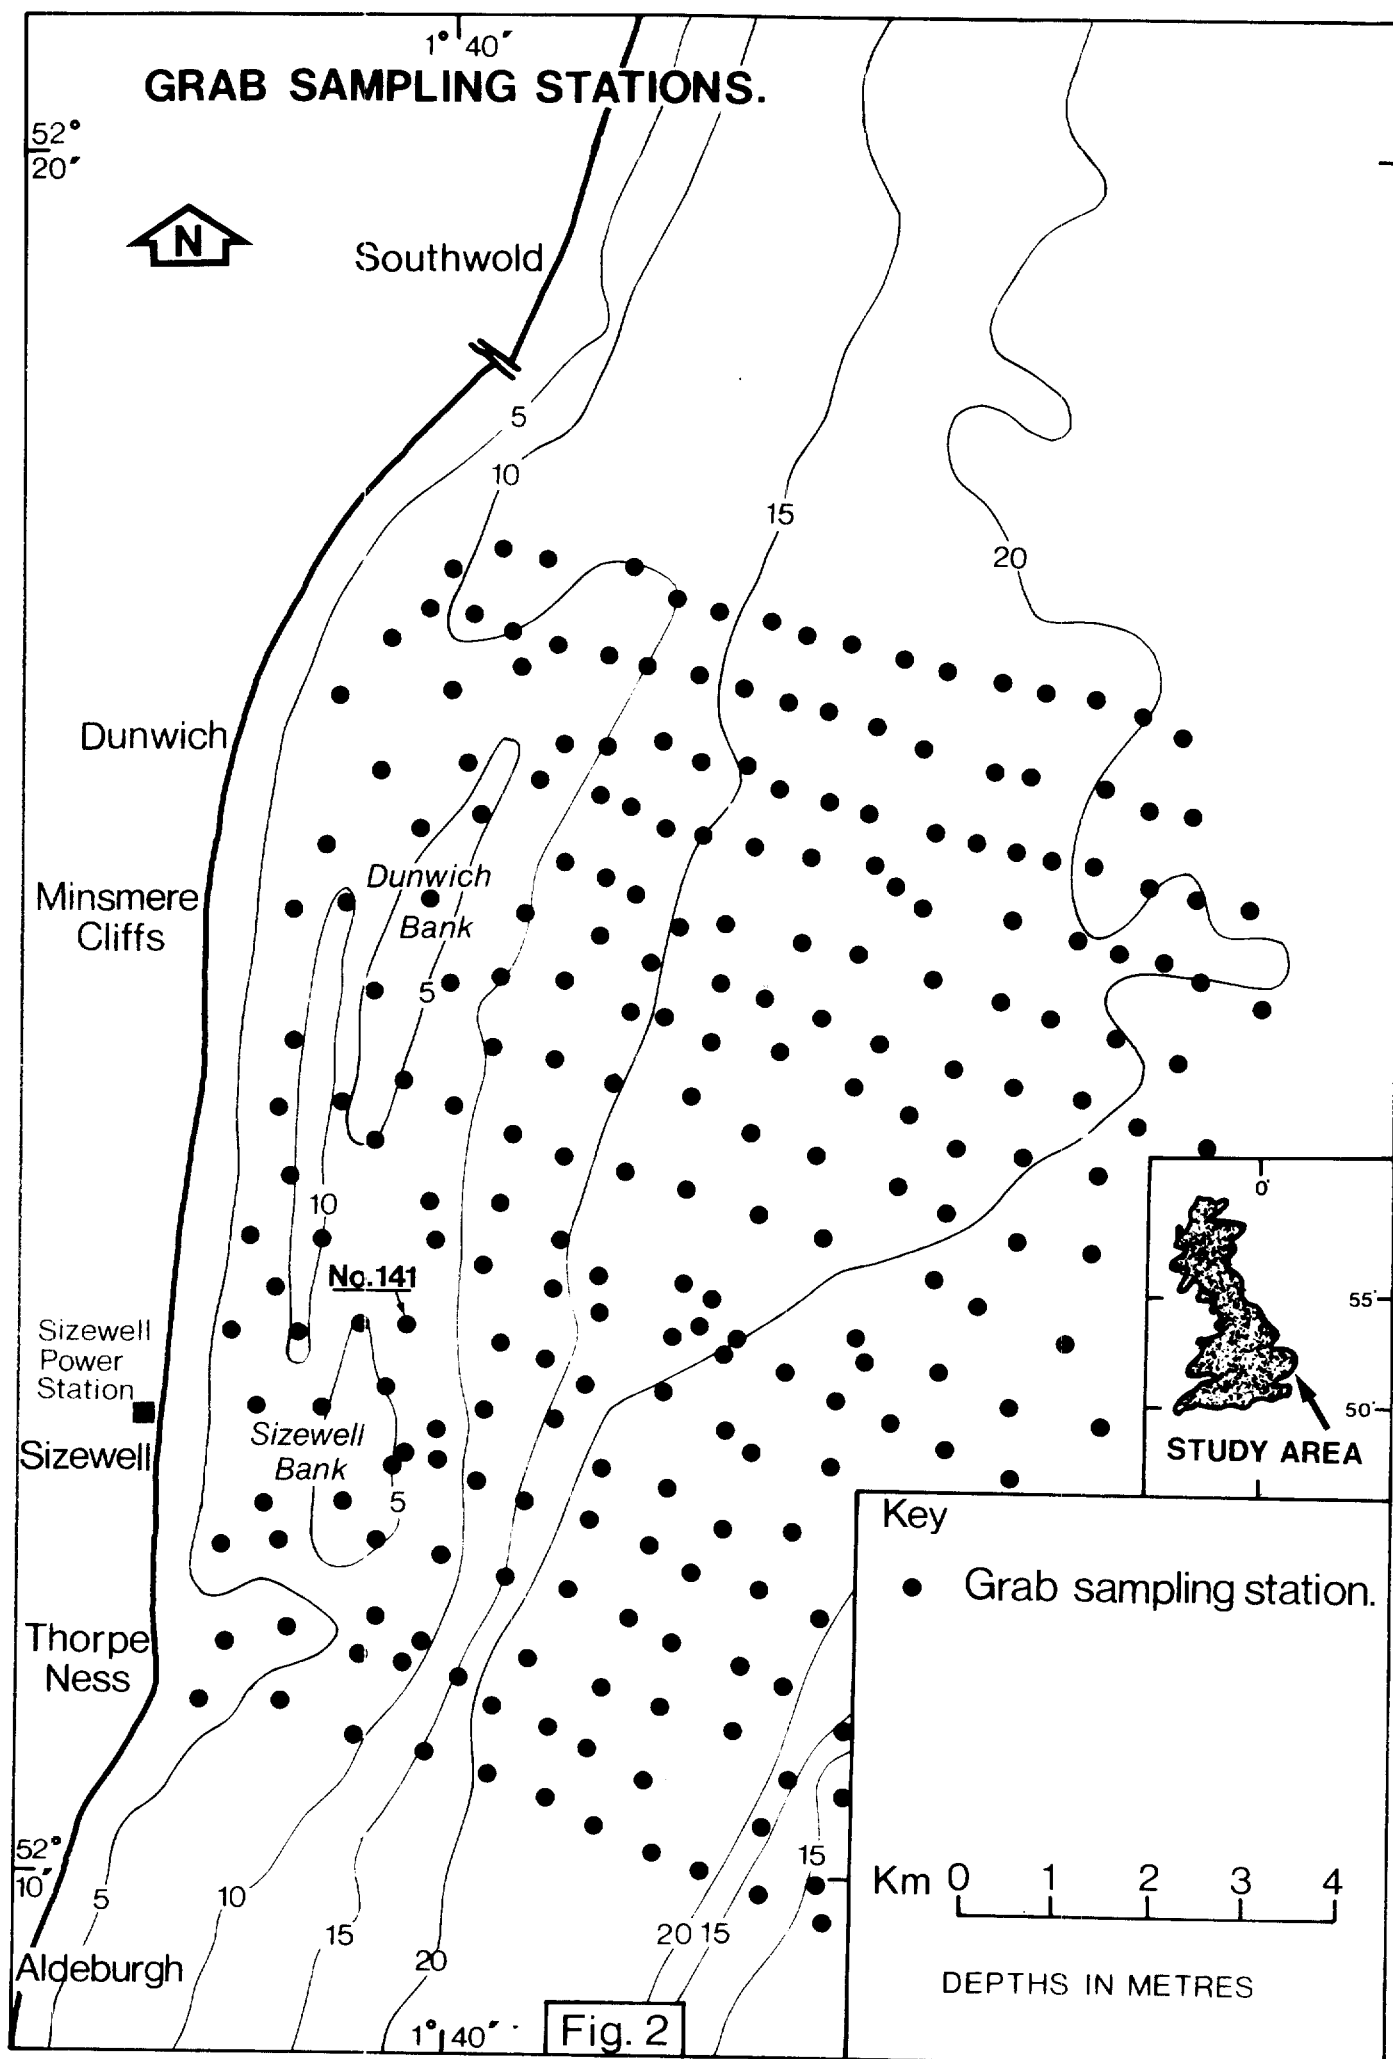 1° 40′
GRAB SAMPLING STATIONS.
52°
20′
N
Southwold
5
10
15
20
Dunwich
Dunwich
Bank
Minsmere
Cliffs
5
10
No.141
Sizewell
Power
Station
Sizewell
Sizewell
Bank
5
0°
55°
50°
STUDY AREA
Key
Grab sampling station.
Thorpe
Ness
52°
10′
5
10
15
20
20
15
15
Km 0 1 2 3 4
DEPTHS IN METRES
Aldeburgh
1° 40′
Fig. 2